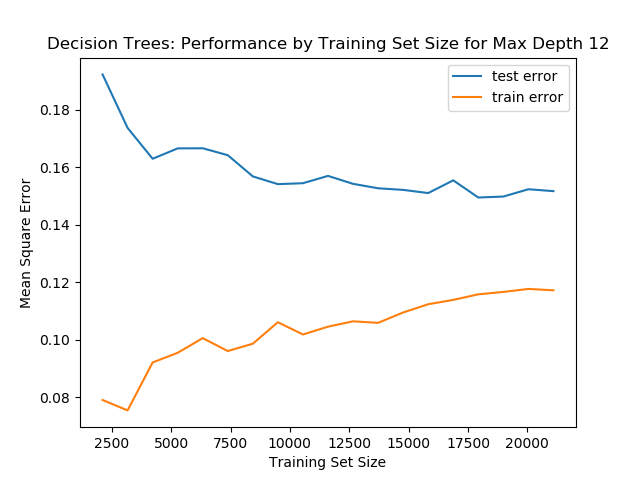 Decision Trees: Performance by Training Set Size for Max Depth 12
test error
train error
Mean Square Error
0.18
0.16
0.14
0.12
0.10
0.08
2500 5000 7500 10000 12500 15000 17500 20000
Training Set Size